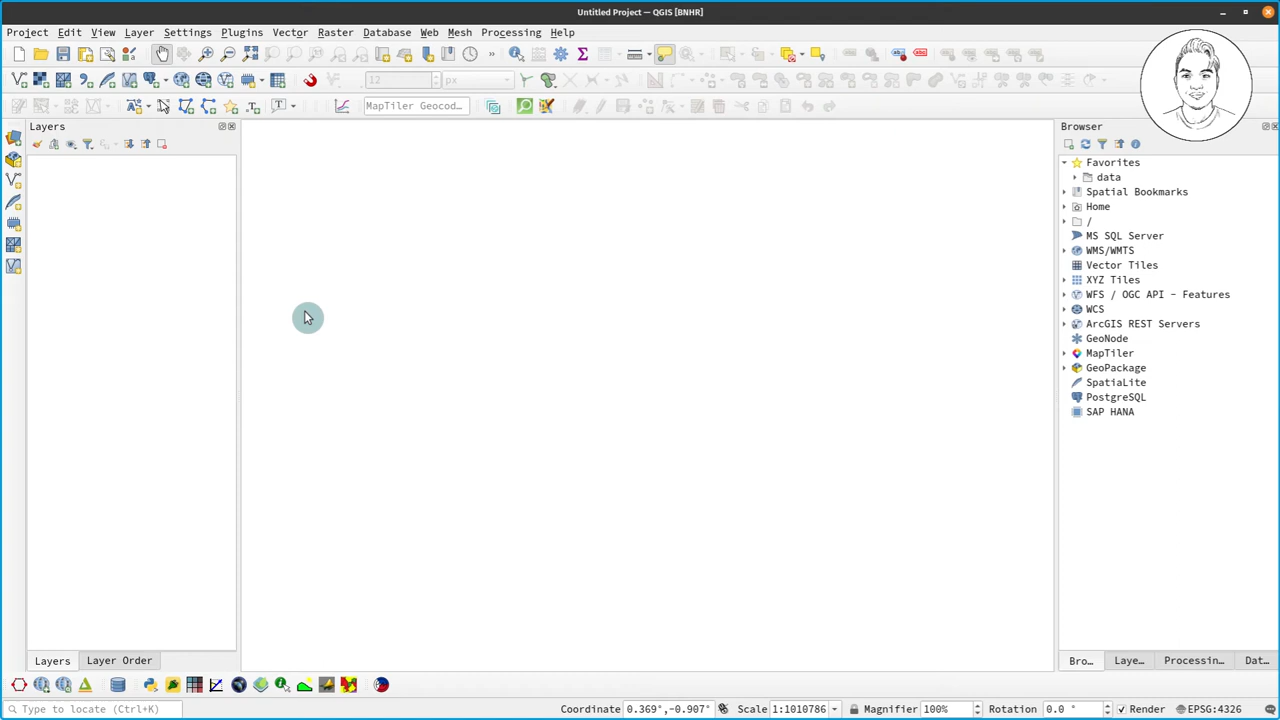 Untitled Project — QGIS [BNHR]
Project Edit View Layer Settings Plugins Vector Raster Database Web Mesh Processing Help
12 px
MapTiler Geocod…
Layers
Browser
Favorites
data
Spatial Bookmarks
Home
/
MS SQL Server
WMS/WMTS
Vector Tiles
XYZ Tiles
WFS / OGC API - Features
WCS
ArcGIS REST Servers
GeoNode
MapTiler
GeoPackage
SpatiaLite
PostgreSQL
SAP HANA
Layers Layer Order
Bro… Laye… Processin… Dat…
Type to locate (Ctrl+K) Coordinate 0.369°,-0.907° Scale 1:1010786 Magnifier 100% Rotation 0.0 ° Render EPSG:4326